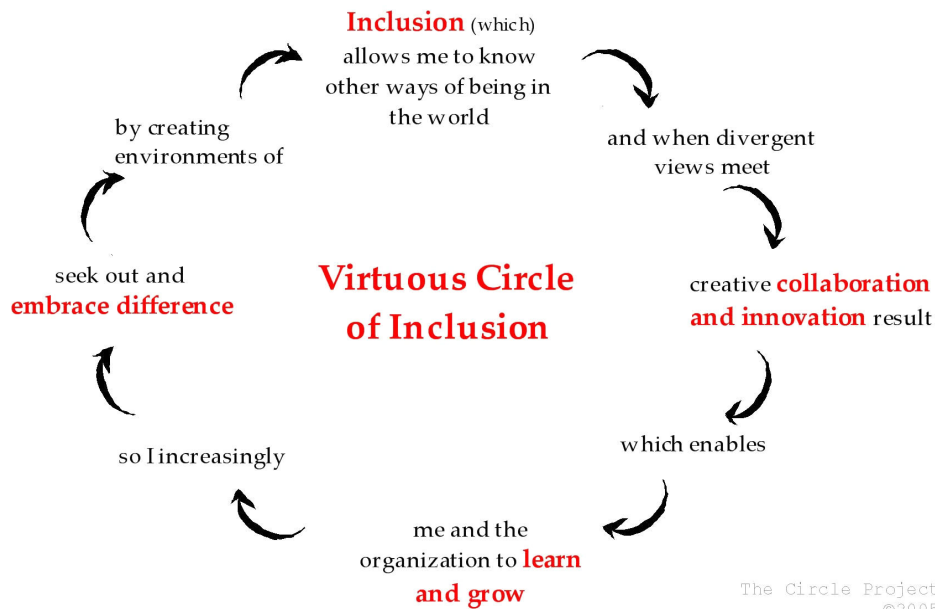 Inclusion (which)
allows me to know
other ways of being in
the world
and when divergent
views meet
creative collaboration
and innovation result
which enables
me and the
organization to learn
and grow
so I increasingly
seek out and
embrace difference
by creating
environments of
Virtuous Circle
of Inclusion
The Circle Project
©2005